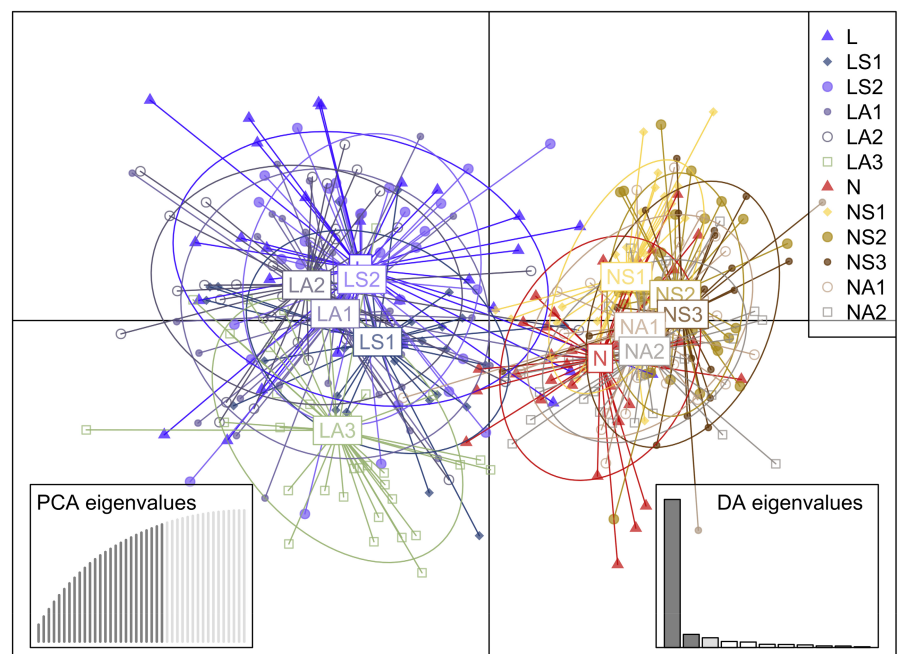 L
LS1
LS2
LA1
LA2
LA3
N
NS1
NS2
NS3
NA1
NA2
LS2
LA2
LA1
LS1
LA3
NS1
NS2
NS3
NA1
NA2
N
PCA eigenvalues
DA eigenvalues